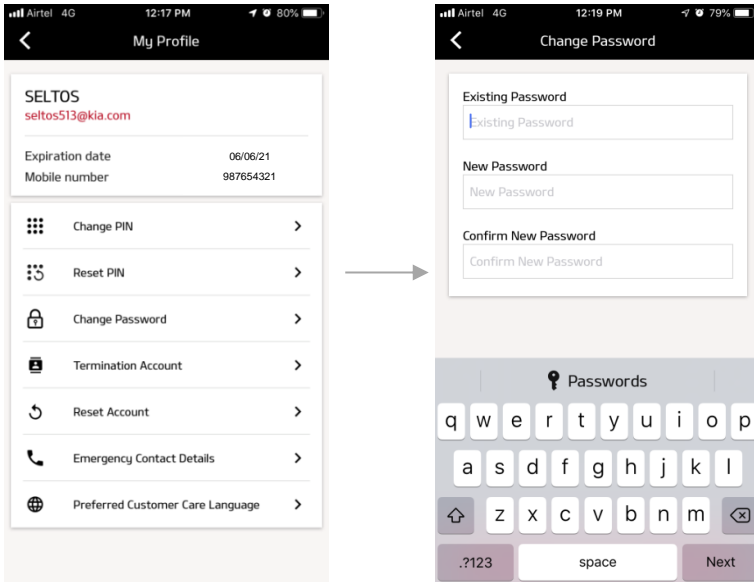 Airtel 4G 12:17 PM 80%
My Profile
SELTOS
seltos513@kia.com
Expiration date 06/06/21
Mobile number 987654321
Change PIN
Reset PIN
Change Password
Termination Account
Reset Account
Emergency Contact Details
Preferred Customer Care Language
Airtel 4G 12:19 PM 79%
Change Password
Existing Password
Existing Password
New Password
New Password
Confirm New Password
Confirm New Password
Passwords
q w e r t y u i o p
a s d f g h j k l
z x c v b n m
.?123 space Next